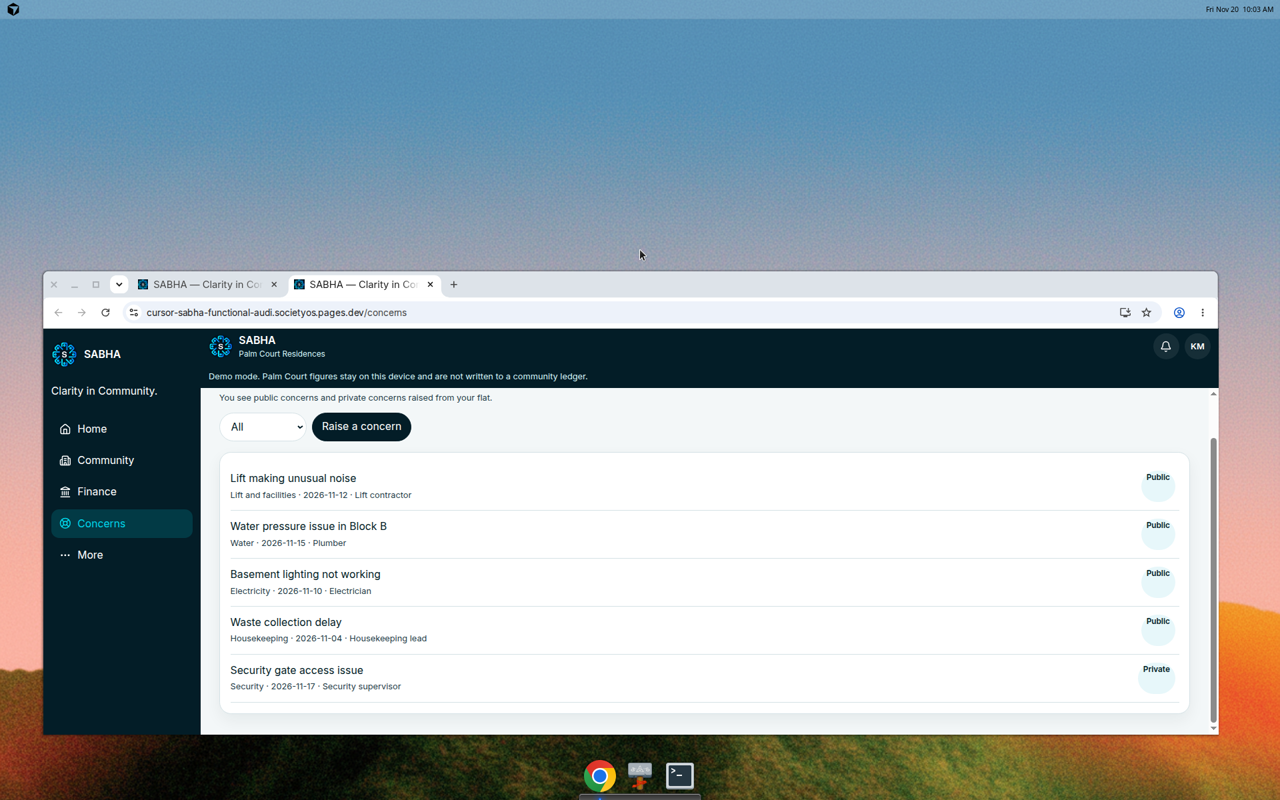 Fri Nov 20 10:03 AM
SABHA — Clarity in Co
SABHA — Clarity in Co
cursor-sabha-functional-audi.societyos.pages.dev/concerns
SABHA
Clarity in Community.
Home
Community
Finance
Concerns
More
SABHA
Palm Court Residences
KM
Demo mode. Palm Court figures stay on this device and are not written to a community ledger.
You see public concerns and private concerns raised from your flat.
All
Raise a concern
Lift making unusual noise
Public
Lift and facilities · 2026-11-12 · Lift contractor
Water pressure issue in Block B
Public
Water · 2026-11-15 · Plumber
Basement lighting not working
Public
Electricity · 2026-11-10 · Electrician
Waste collection delay
Public
Housekeeping · 2026-11-04 · Housekeeping lead
Security gate access issue
Private
Security · 2026-11-17 · Security supervisor